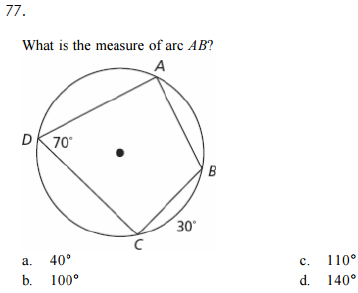 77.
What is the measure of arc AB?
A
D 70°
B
30°
C
a. 40° c. 110°
b. 100° d. 140°